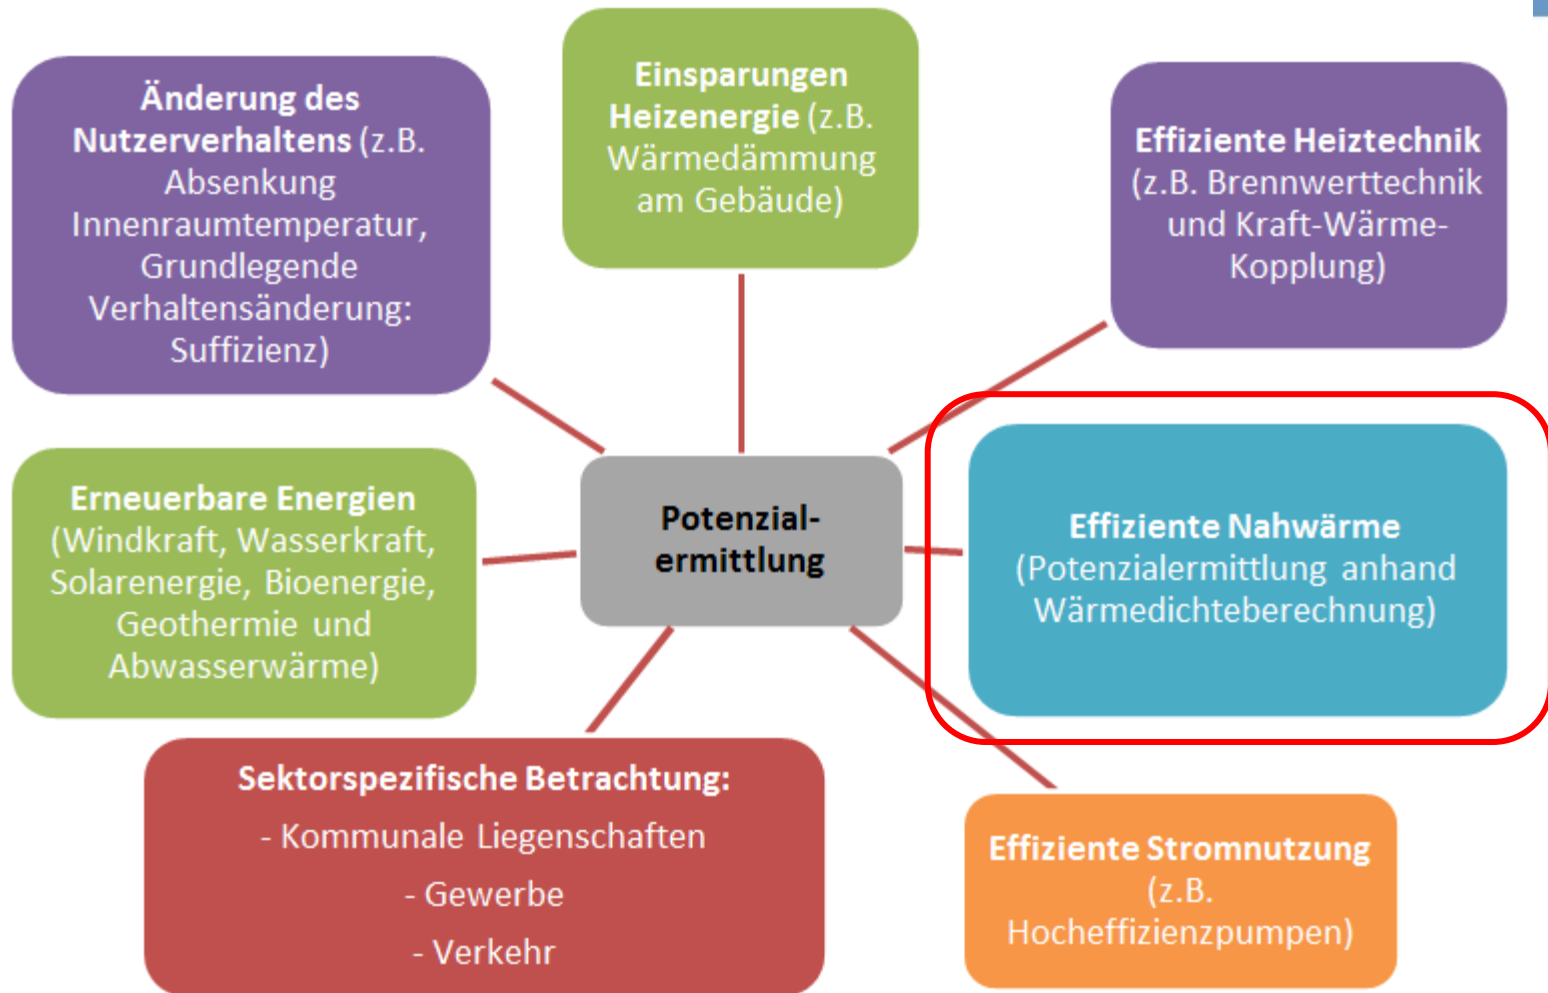 Änderung des
Nutzerverhaltens (z.B.
Absenkung
Innenraumtemperatur,
Grundlegende
Verhaltensänderung:
Suffizienz)
Einsparungen
Heizenergie (z.B.
Wärmedämmung
am Gebäude)
Effiziente Heiztechnik
(z.B. Brennwerttechnik
und Kraft-Wärme-
Kopplung)
Erneuerbare Energien
(Windkraft, Wasserkraft,
Solarenergie, Bioenergie,
Geothermie und
Abwasserwärme)
Potenzial-
ermittlung
Effiziente Nahwärme
(Potenzialermittlung anhand
Wärmedichteberechnung)
Sektorspezifische Betrachtung:
- Kommunale Liegenschaften
- Gewerbe
- Verkehr
Effiziente Stromnutzung
(z.B.
Hocheffizienzpumpen)